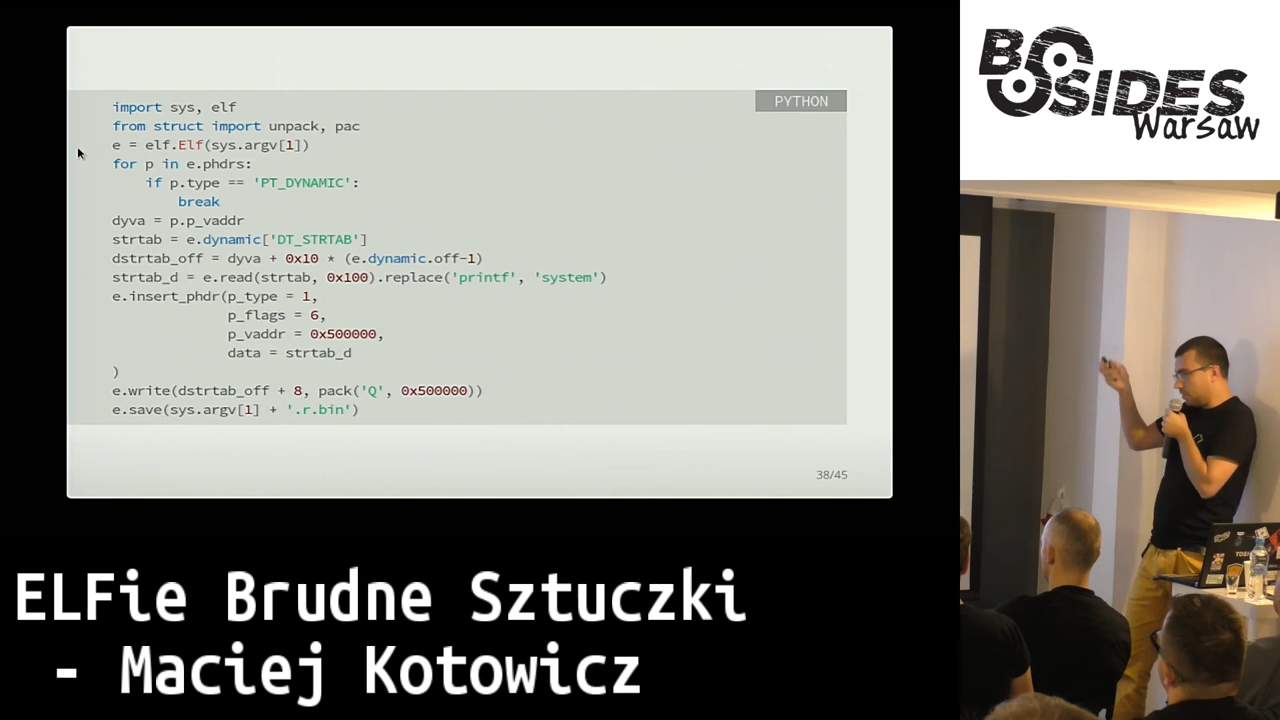 PYTHON
import sys, elf
from struct import unpack, pac
e = elf.Elf(sys.argv[1])
for p in e.phdrs:
    if p.type == 'PT_DYNAMIC':
        break
dyva = p.p_vaddr
strtab = e.dynamic['DT_STRTAB']
dstrtab_off = dyva + 0x10 * (e.dynamic.off-1)
strtab_d = e.read(strtab, 0x100).replace('printf', 'system')
e.insert_phdr(p_type = 1,
              p_flags = 6,
              p_vaddr = 0x500000,
              data = strtab_d
)
e.write(dstrtab_off + 8, pack('Q', 0x500000))
e.save(sys.argv[1] + '.r.bin')
38/45
BSIDES
Warsaw
ELFie Brudne Sztuczki
- Maciej Kotowicz